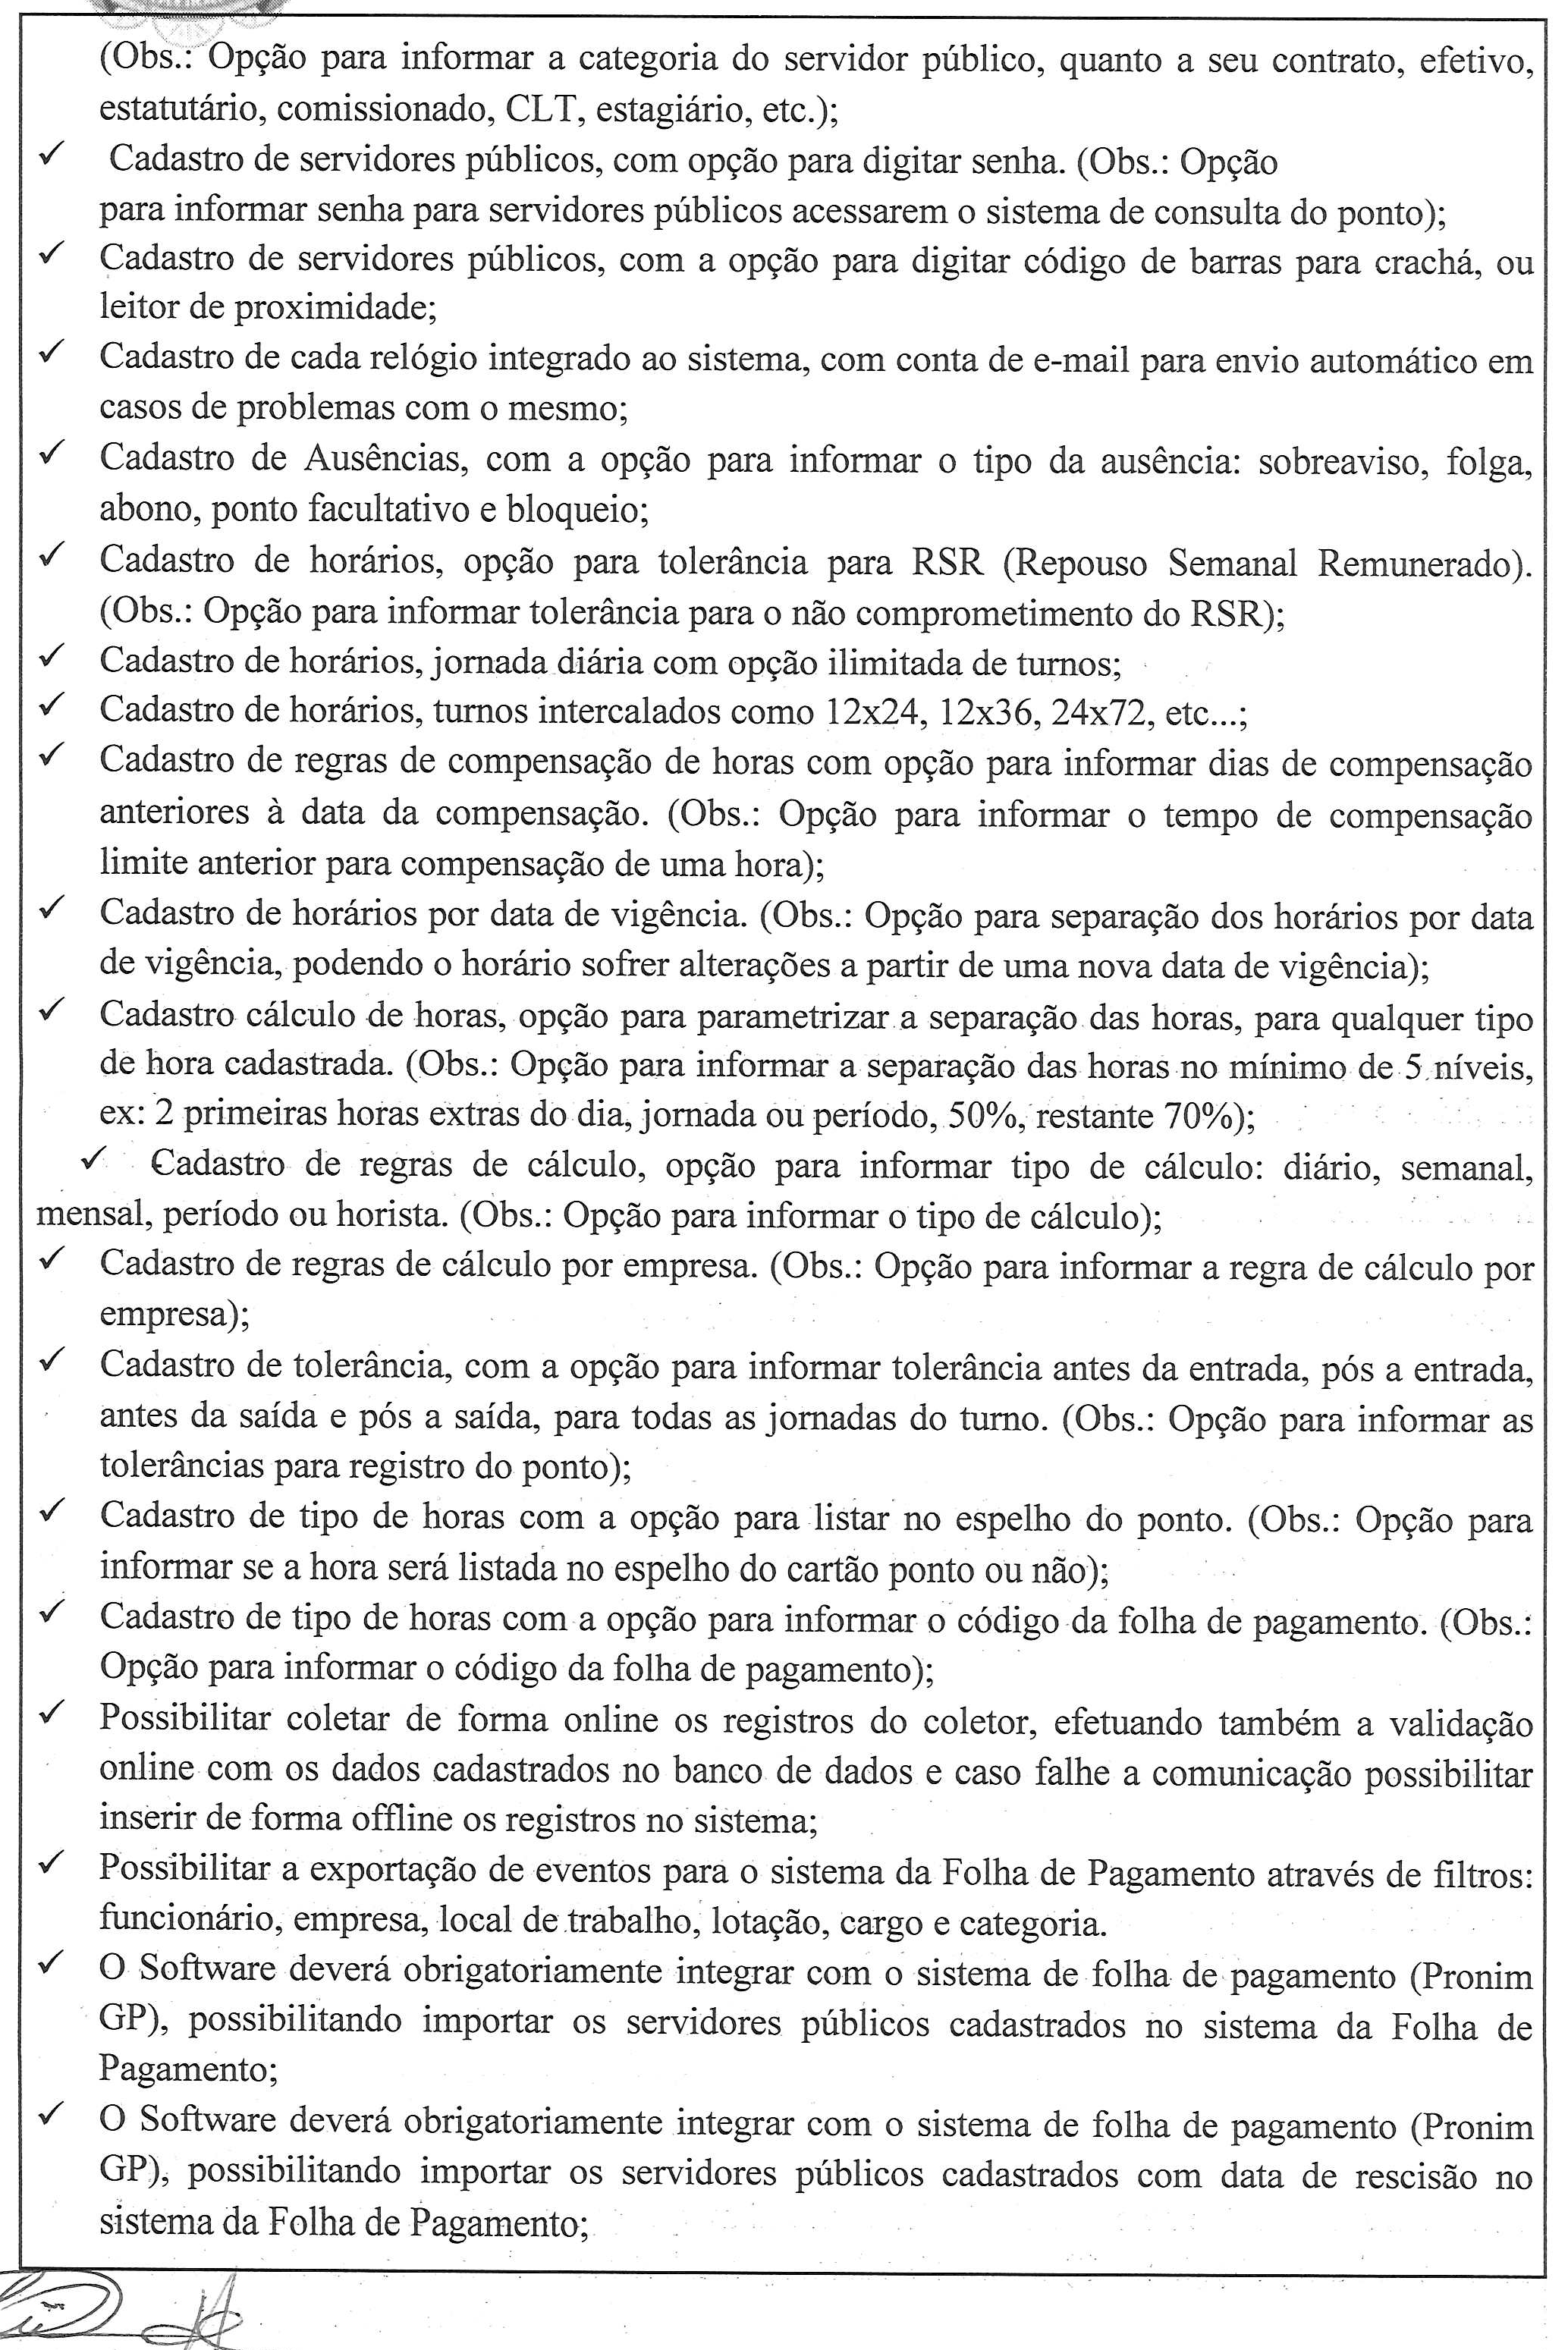 (Obs.: Opção para informar a categoria do servidor público, quanto a seu contrato, efetivo,
estatutário, comissionado, CLT, estagiário, etc.);
✓ Cadastro de servidores públicos, com opção para digitar senha. (Obs.: Opção
para informar senha para servidores públicos acessarem o sistema de consulta do ponto);
✓ Cadastro de servidores públicos, com a opção para digitar código de barras para crachá, ou
leitor de proximidade;
✓ Cadastro de cada relógio integrado ao sistema, com conta de e-mail para envio automático em
casos de problemas com o mesmo;
✓ Cadastro de Ausências, com a opção para informar o tipo da ausência: sobreaviso, folga,
abono, ponto facultativo e bloqueio;
✓ Cadastro de horários, opção para tolerância para RSR (Repouso Semanal Remunerado).
(Obs.: Opção para informar tolerância para o não comprometimento do RSR);
✓ Cadastro de horários, jornada diária com opção ilimitada de turnos;
✓ Cadastro de horários, turnos intercalados como 12x24, 12x36, 24x72, etc...;
✓ Cadastro de regras de compensação de horas com opção para informar dias de compensação
anteriores à data da compensação. (Obs.: Opção para informar o tempo de compensação
limite anterior para compensação de uma hora);
✓ Cadastro de horários por data de vigência. (Obs.: Opção para separação dos horários por data
de vigência, podendo o horário sofrer alterações a partir de uma nova data de vigência);
✓ Cadastro cálculo de horas, opção para parametrizar a separação das horas, para qualquer tipo
de hora cadastrada. (Obs.: Opção para informar a separação das horas no mínimo de 5 níveis,
ex: 2 primeiras horas extras do dia, jornada ou período, 50%, restante 70%);
✓ Cadastro de regras de cálculo, opção para informar tipo de cálculo: diário, semanal,
mensal, período ou horista. (Obs.: Opção para informar o tipo de cálculo);
✓ Cadastro de regras de cálculo por empresa. (Obs.: Opção para informar a regra de cálculo por
empresa);
✓ Cadastro de tolerância, com a opção para informar tolerância antes da entrada, pós a entrada,
antes da saída e pós a saída, para todas as jornadas do turno. (Obs.: Opção para informar as
tolerâncias para registro do ponto);
✓ Cadastro de tipo de horas com a opção para listar no espelho do ponto. (Obs.: Opção para
informar se a hora será listada no espelho do cartão ponto ou não);
✓ Cadastro de tipo de horas com a opção para informar o código da folha de pagamento. (Obs.:
Opção para informar o código da folha de pagamento);
✓ Possibilitar coletar de forma online os registros do coletor, efetuando também a validação
online com os dados cadastrados no banco de dados e caso falhe a comunicação possibilitar
inserir de forma offline os registros no sistema;
✓ Possibilitar a exportação de eventos para o sistema da Folha de Pagamento através de filtros:
funcionário, empresa, local de trabalho, lotação, cargo e categoria.
✓ O Software deverá obrigatoriamente integrar com o sistema de folha de pagamento (Pronim
GP), possibilitando importar os servidores públicos cadastrados no sistema da Folha de
Pagamento;
✓ O Software deverá obrigatoriamente integrar com o sistema de folha de pagamento (Pronim
GP), possibilitando importar os servidores públicos cadastrados com data de rescisão no
sistema da Folha de Pagamento;